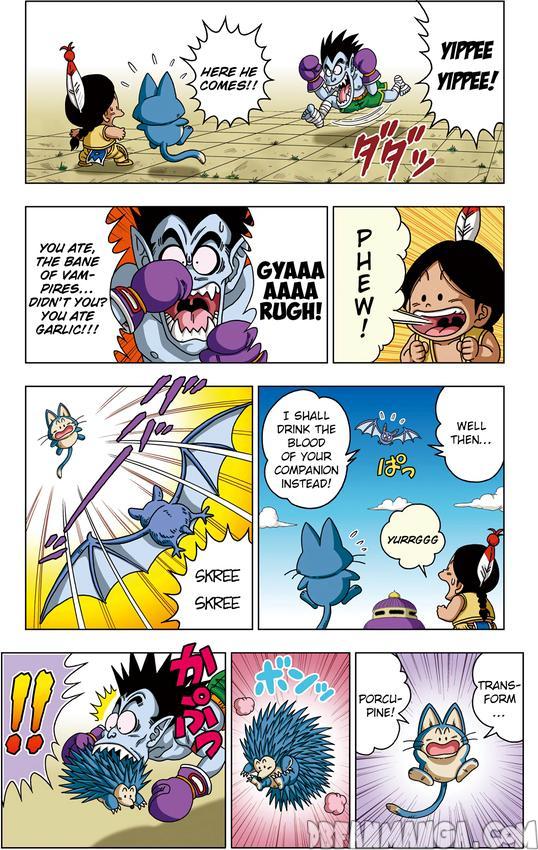 YIPPEE
YIPPEE!
HERE HE
COMES!!
ダダッ
PHEW!
GYAAA
AAAA
RUGH!
YOU ATE,
THE BANE
OF VAM-
PIRES...
DIDN'T YOU?
YOU ATE
GARLIC!!!
WELL
THEN...
I SHALL
DRINK THE
BLOOD
OF YOUR
COMPANION
INSTEAD!
ぱっ
YURRGGG
SKREE
SKREE
TRANS-
FORM
...
PORCU-
PINE!
ボンッ
かぷっ
!!
DREANMANGA.COM